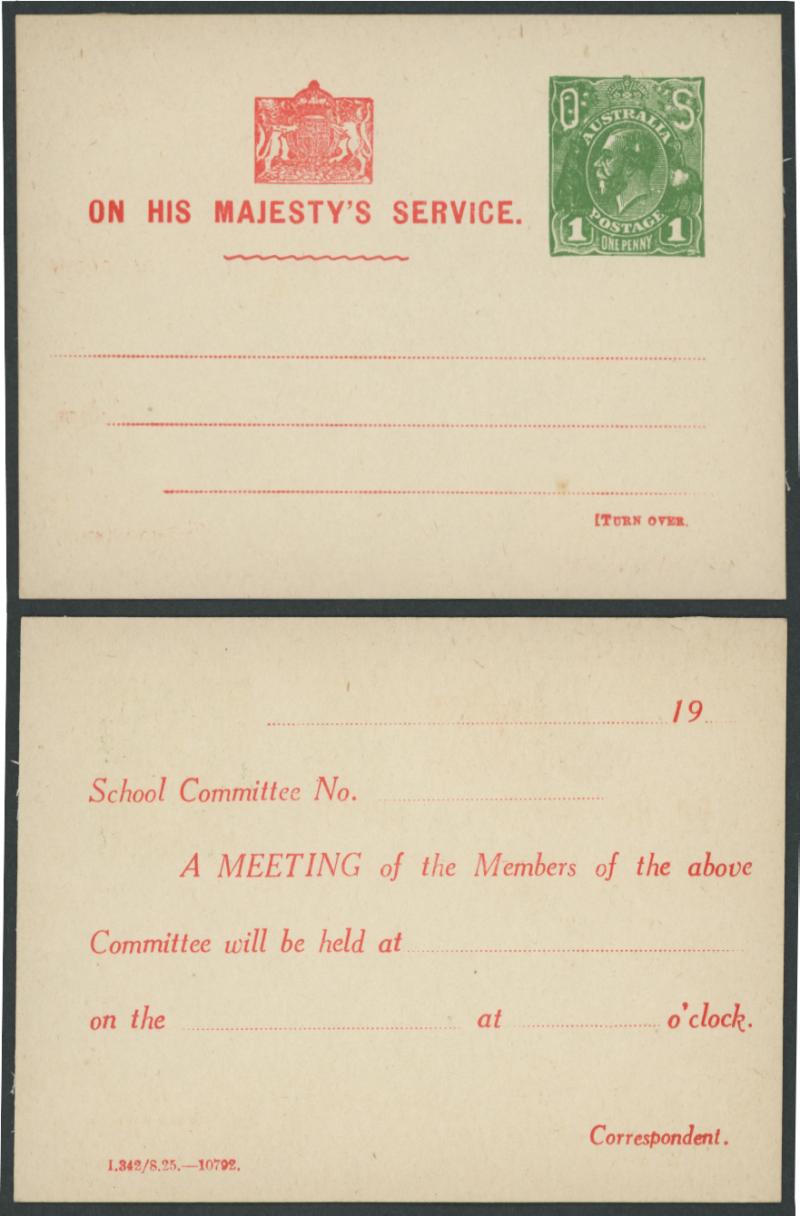 O S
AUSTRALIA
ON HIS MAJESTY'S SERVICE.
POSTAGE
1 ONE PENNY 1
[TURN OVER.
19
School Committee No.
A MEETING of the Members of the above
Committee will be held at
on the at o'clock.
Correspondent.
I.342/8.25.—10792.